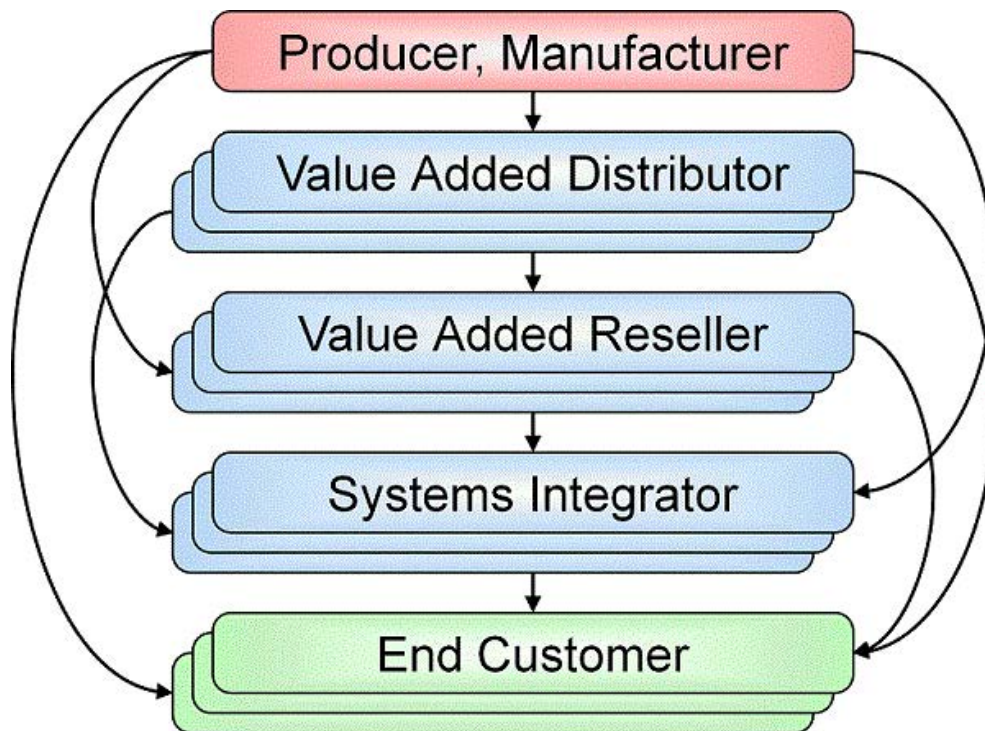 Producer, Manufacturer
Value Added Distributor
Value Added Reseller
Systems Integrator
End Customer